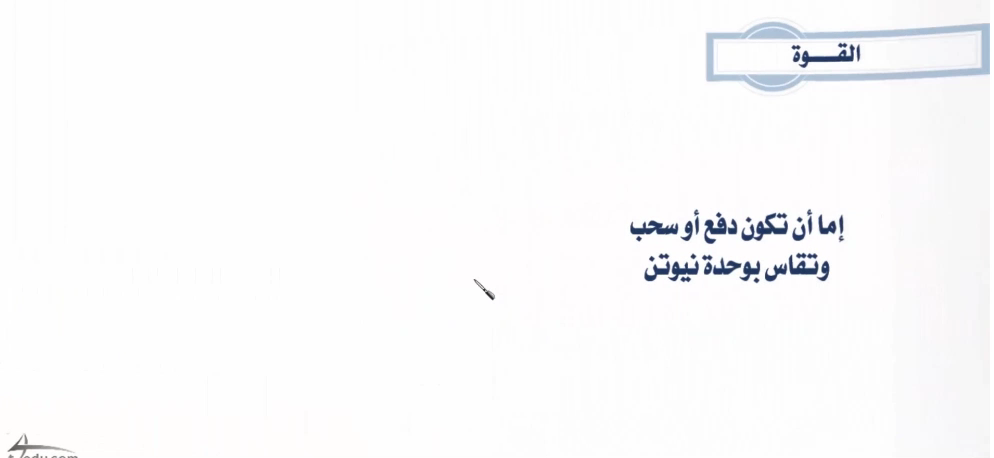 القـــوة
إما أن تكون دفع أو سحب
وتقاس بوحدة نيوتن